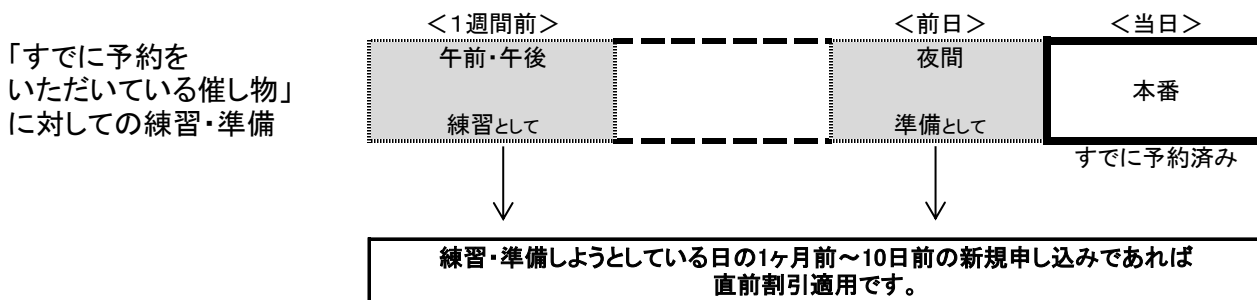 「すでに予約を
いただいている催し物」
に対しての練習・準備
＜1週間前＞
午前・午後
練習として
＜前日＞
夜間
準備として
＜当日＞
本番
すでに予約済み
練習・準備しようとしている日の1ヶ月前～10日前の新規申し込みであれば
直前割引適用です。